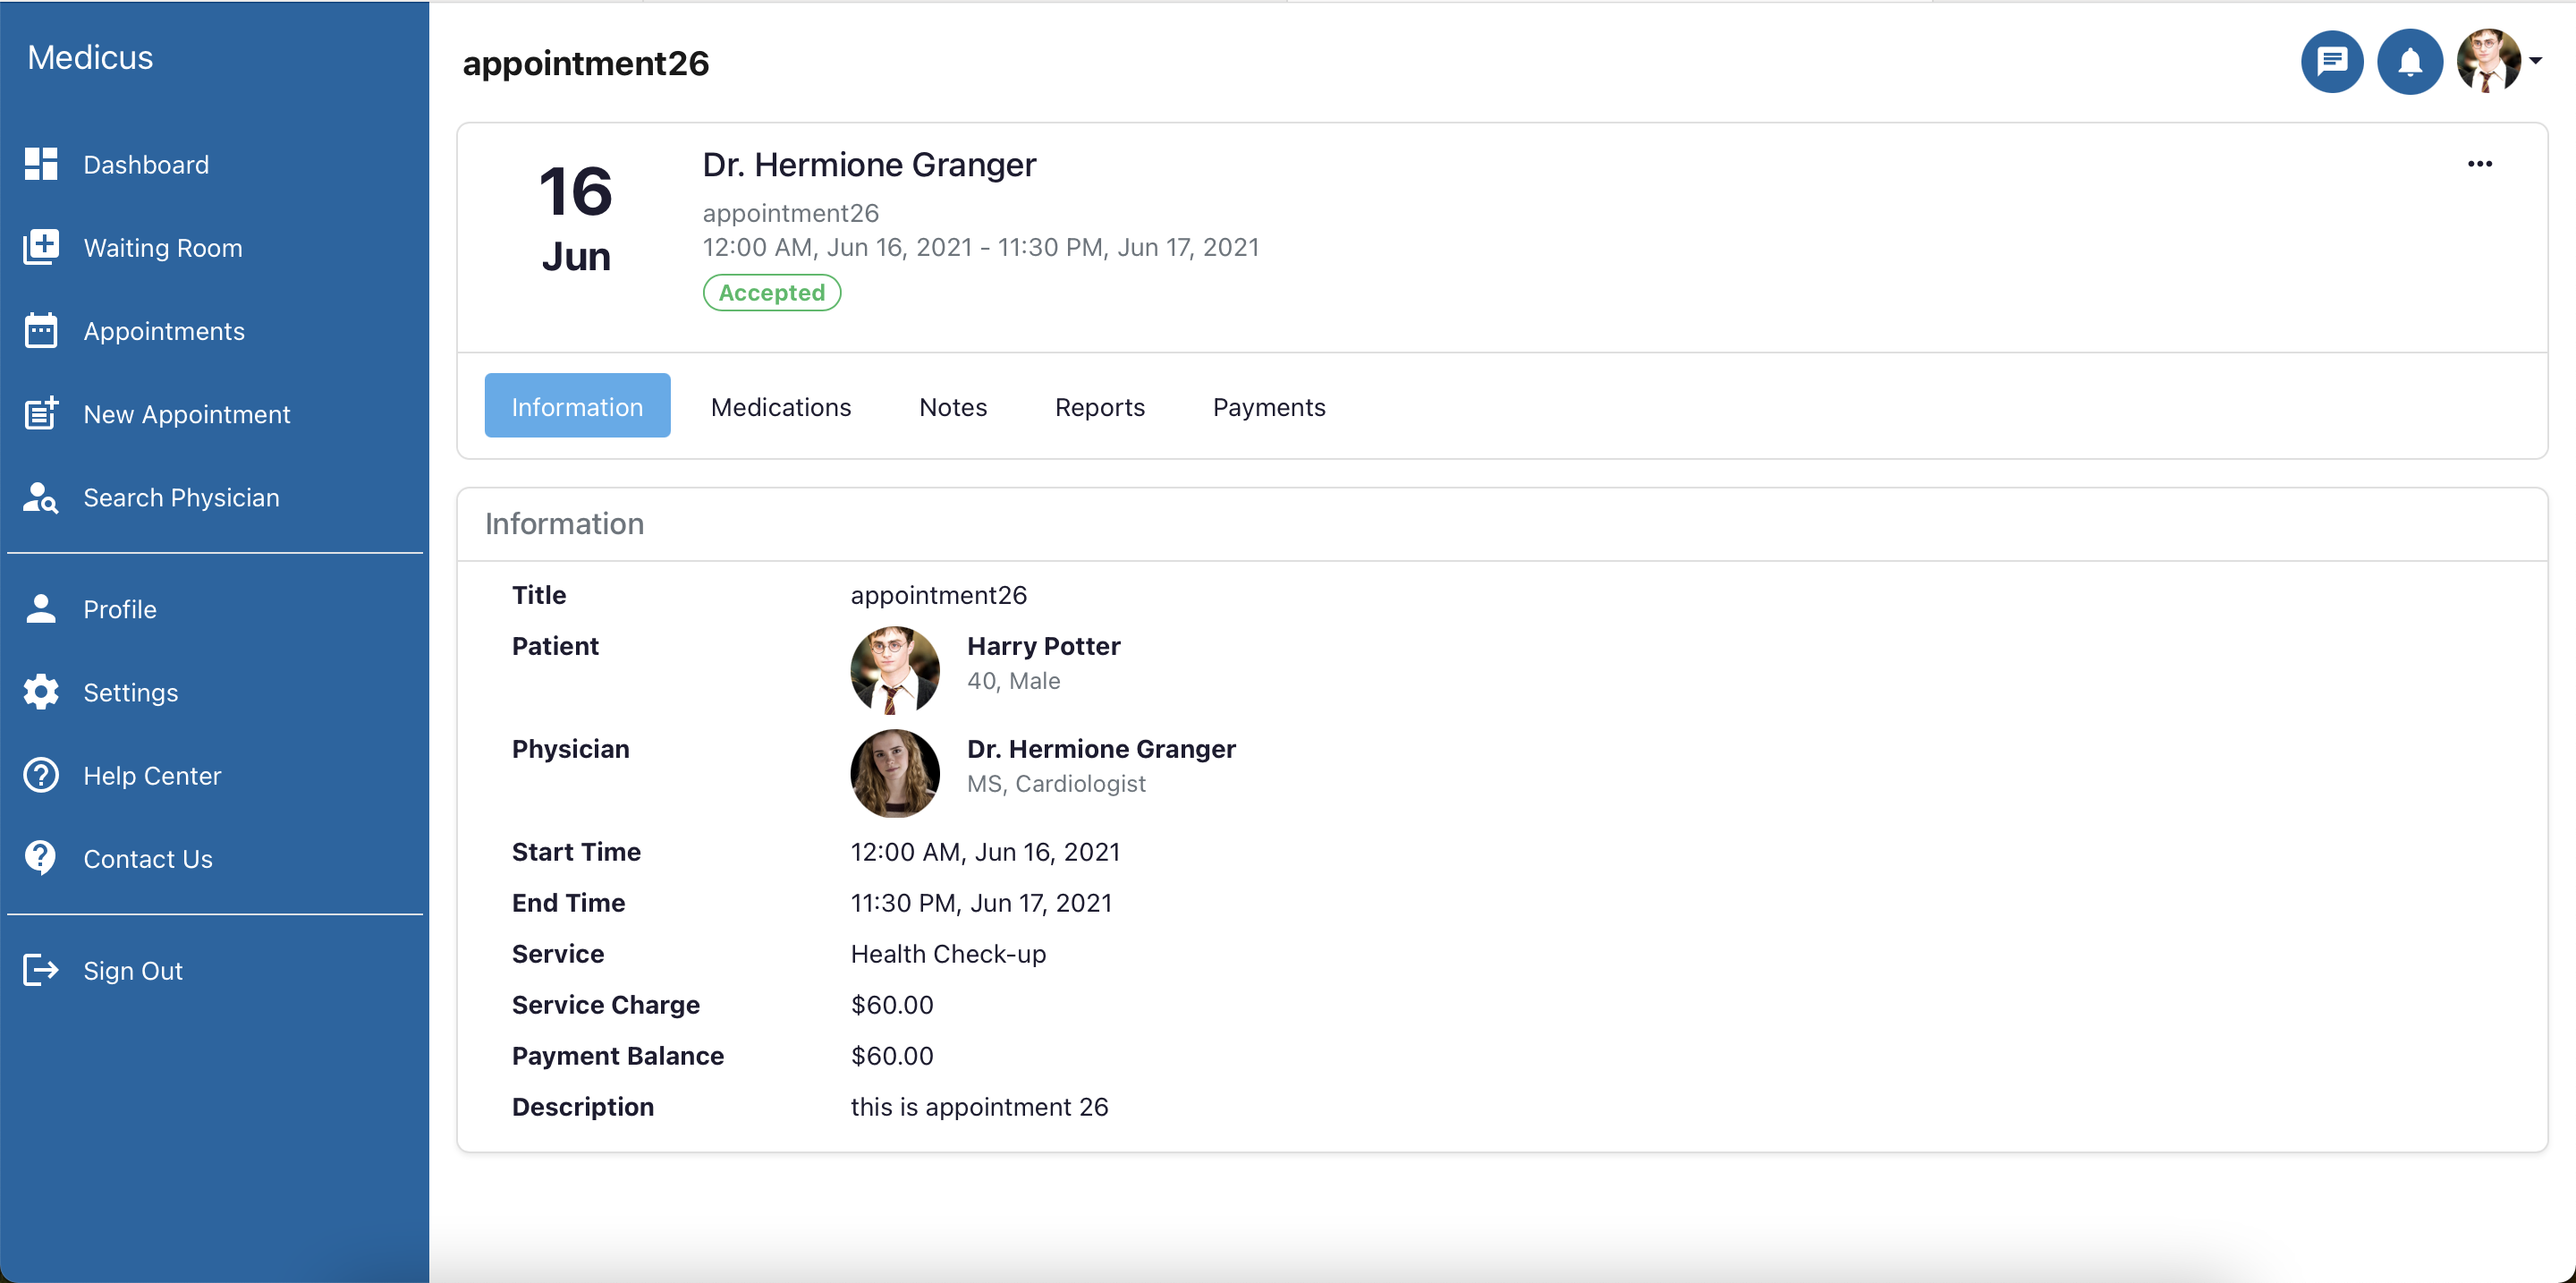 Medicus
Dashboard
Waiting Room
Appointments
New Appointment
Search Physician
Profile
Settings
Help Center
Contact Us
Sign Out
appointment26
16
Jun
Dr. Hermione Granger
appointment26
12:00 AM, Jun 16, 2021 - 11:30 PM, Jun 17, 2021
Accepted
Information Medications Notes Reports Payments
Information
Title appointment26
Patient Harry Potter
40, Male
Physician Dr. Hermione Granger
MS, Cardiologist
Start Time 12:00 AM, Jun 16, 2021
End Time 11:30 PM, Jun 17, 2021
Service Health Check-up
Service Charge $60.00
Payment Balance $60.00
Description this is appointment 26